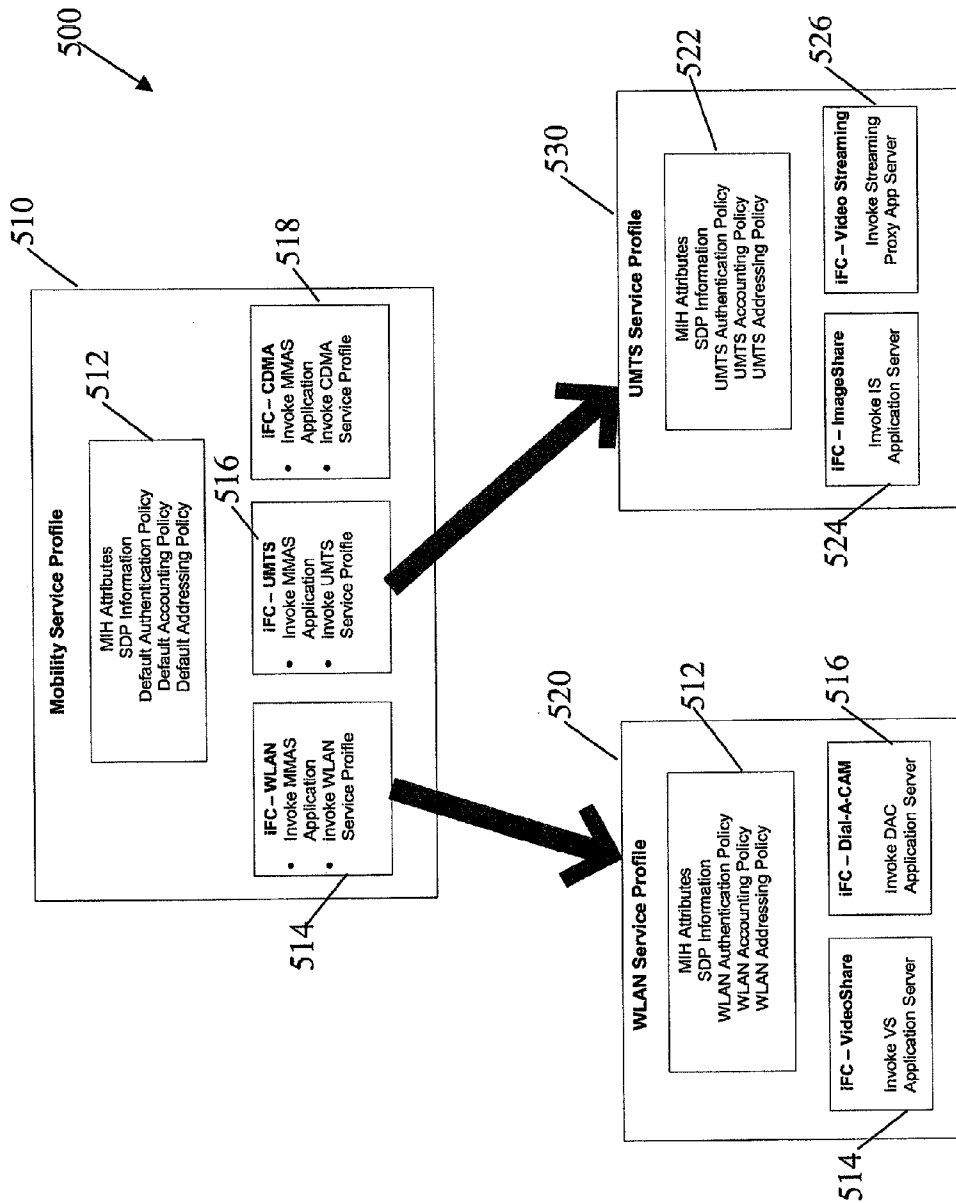 500
510
Mobility Service Profile
512
MIH Attributes
SDP Information
Default Authentication Policy
Default Accounting Policy
Default Addressing Policy
514
iFC – WLAN
• Invoke MMAS
Application
• invoke WLAN
Service Profile
516
iFC – UMTS
• Invoke MMAS
Application
• invoke UMTS
Service Profile
518
iFC – CDMA
• Invoke MMAS
Application
• Invoke CDMA
Service Profile
520
WLAN Service Profile
512
MIH Attributes
SDP Information
WLAN Authentication Policy
WLAN Accounting Policy
WLAN Addressing Policy
514
iFC – VideoShare
Invoke VS
Application Server
516
iFC – Dial-A-CAM
Invoke DAC
Application Server
530
UMTS Service Profile
522
MIH Attributes
SDP Information
UMTS Authentication Policy
UMTS Accounting Policy
UMTS Addressing Policy
524
iFC – ImageShare
Invoke IS
Application Server
526
iFC – Video Streaming
Invoke Streaming
Proxy App Server